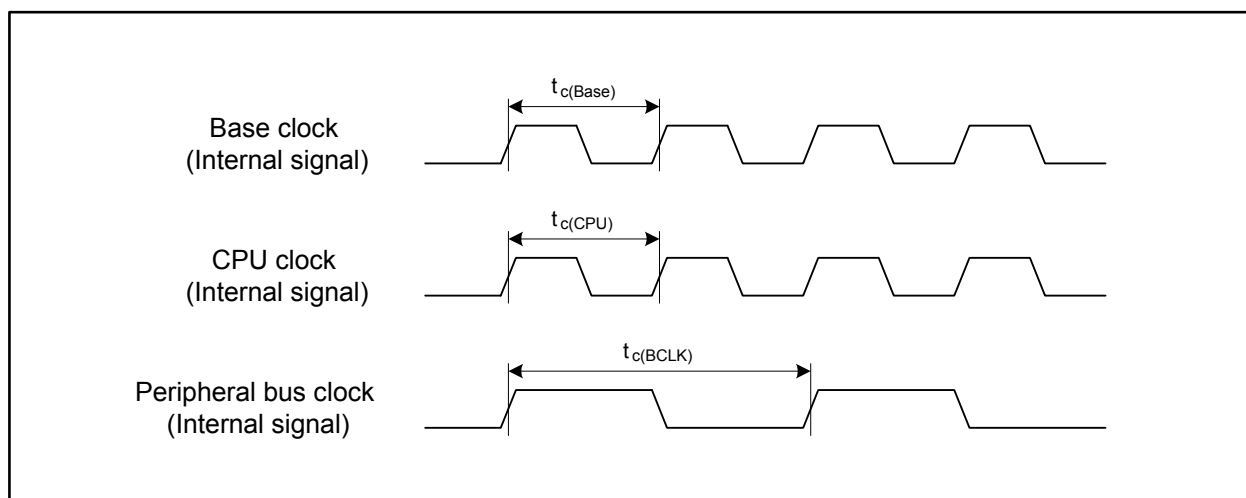 t c(Base)
Base clock
(Internal signal)
t c(CPU)
CPU clock
(Internal signal)
t c(BCLK)
Peripheral bus clock
(Internal signal)